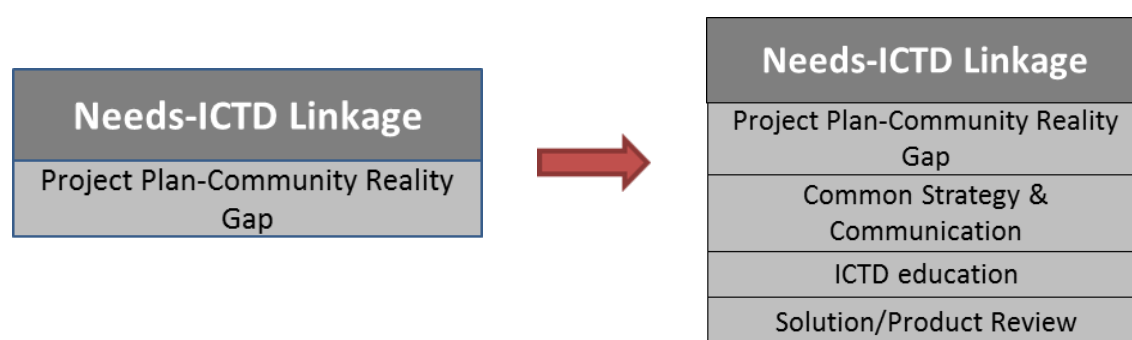 Needs-ICTD Linkage
Project Plan-Community Reality
Gap
Needs-ICTD Linkage
Project Plan-Community Reality
Gap
Common Strategy &
Communication
ICTD education
Solution/Product Review